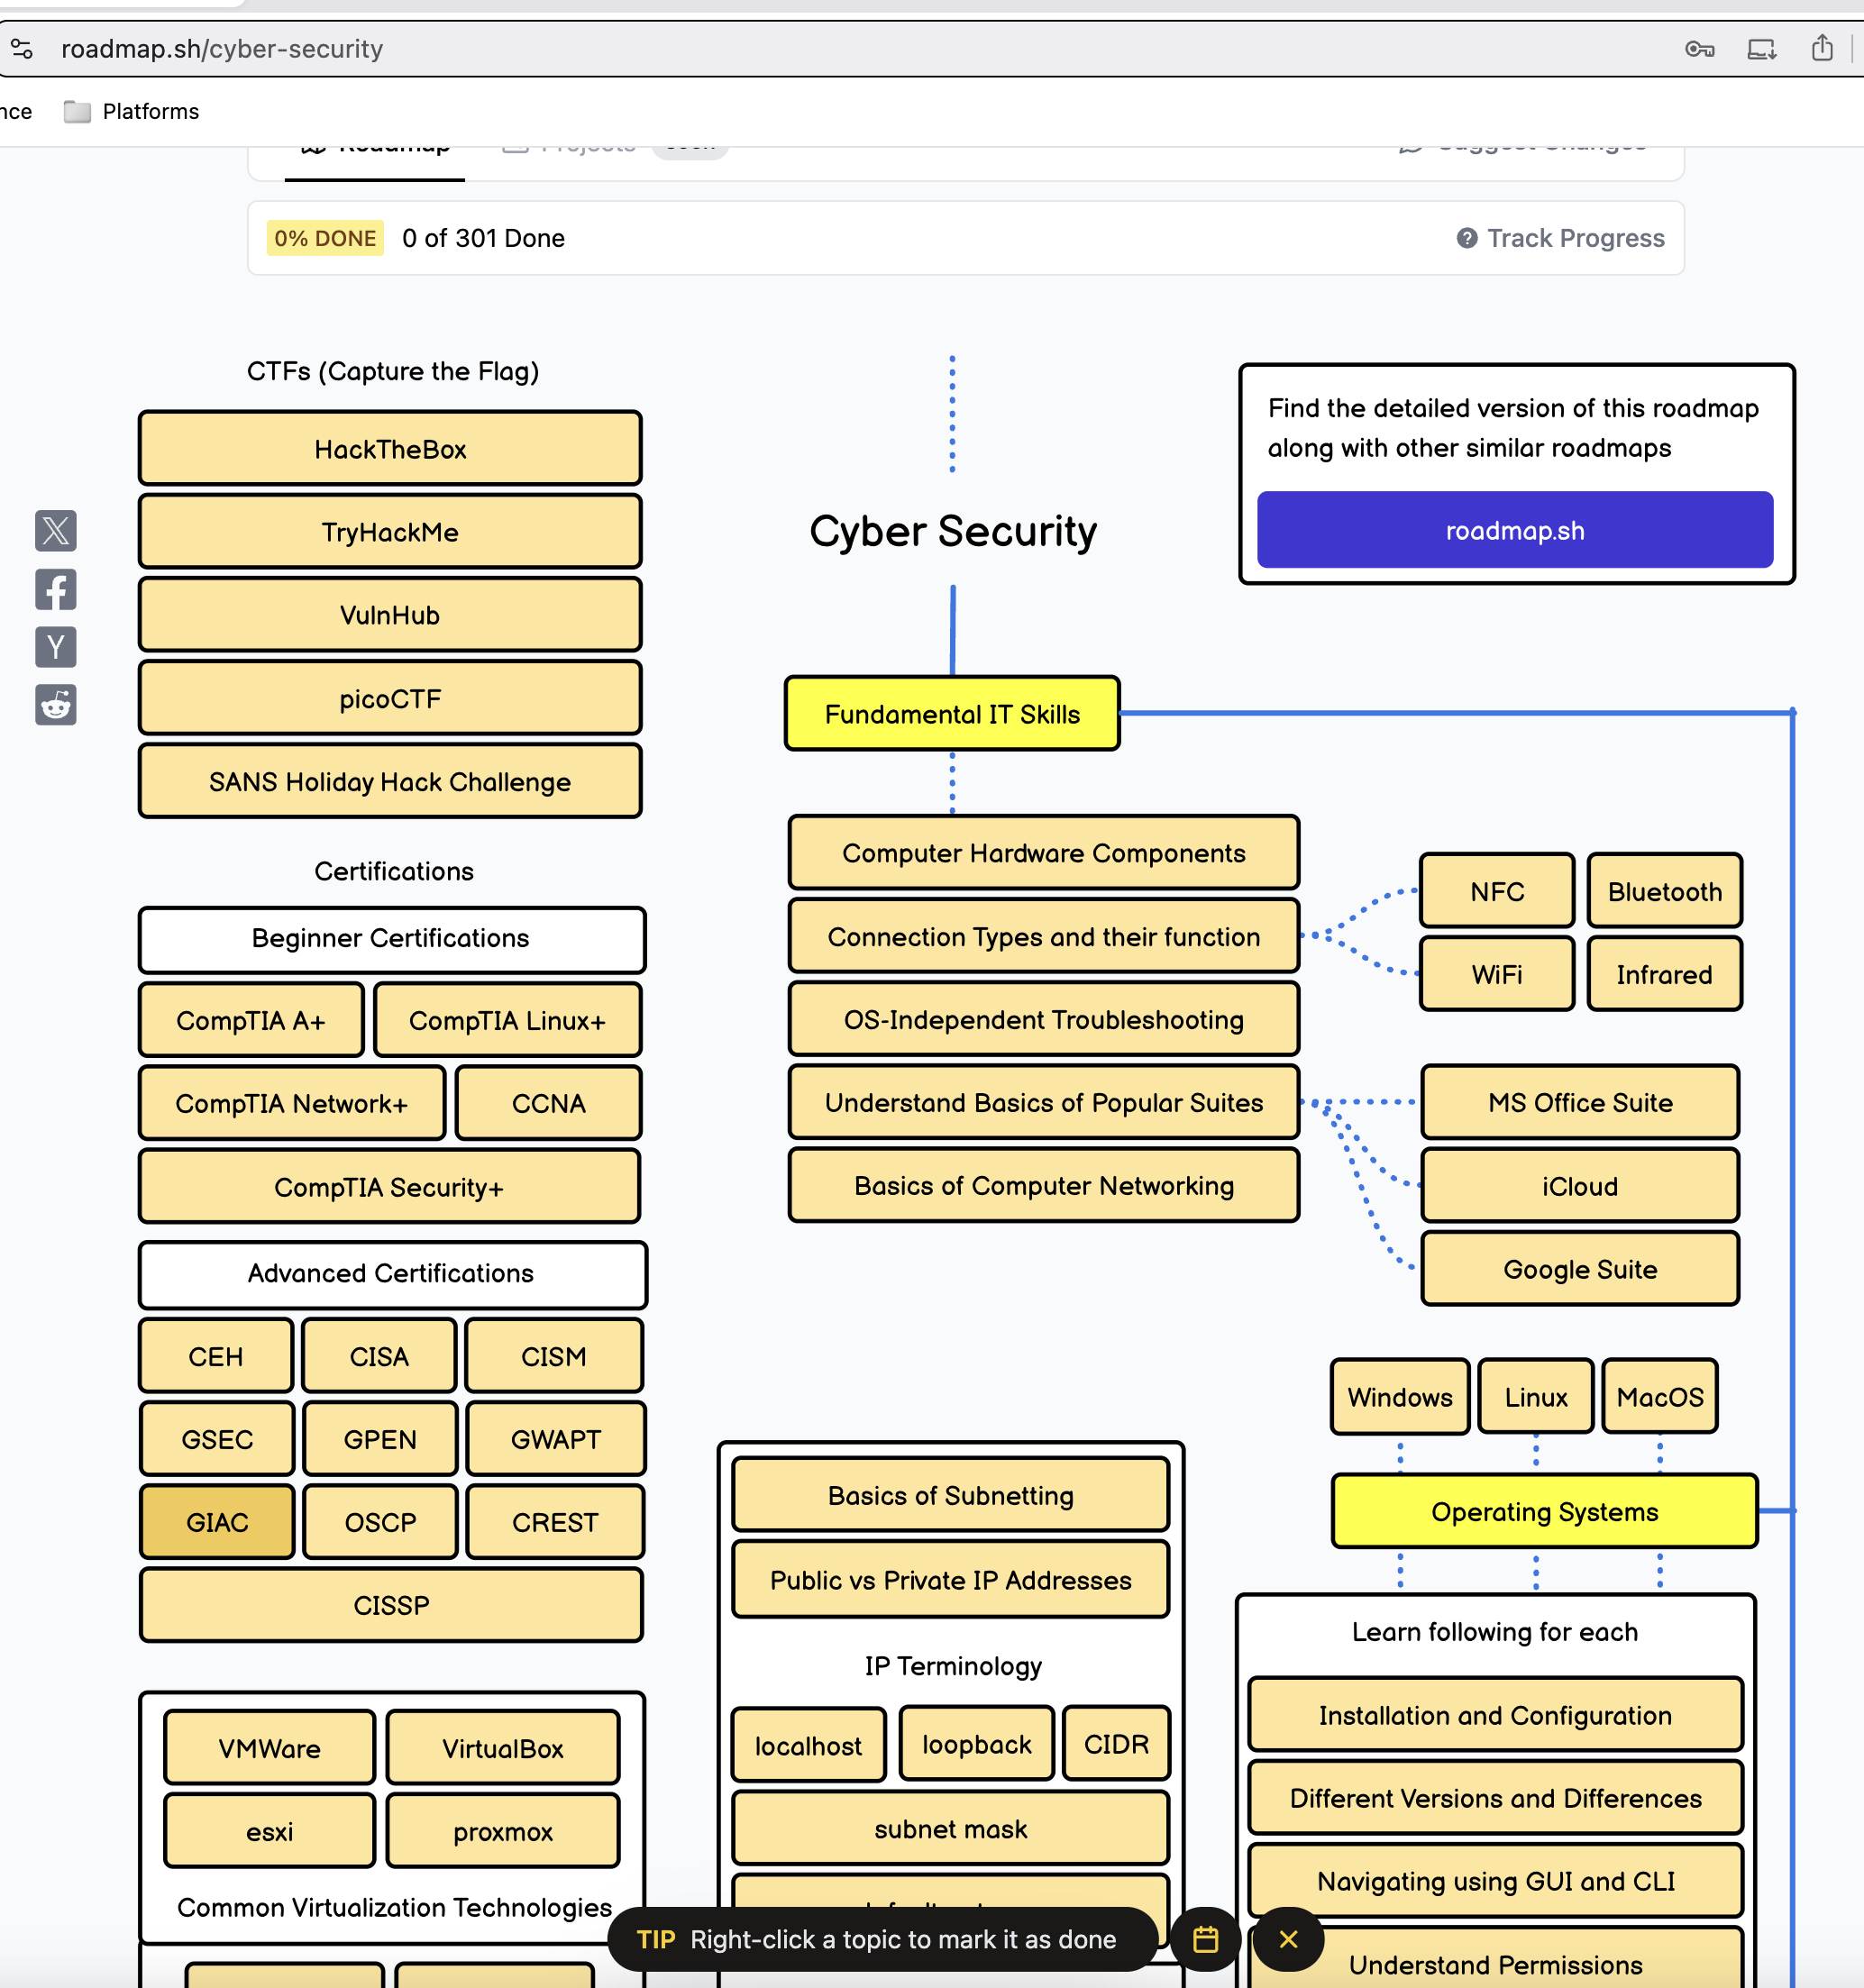 roadmap.sh/cyber-security
nce
Platforms
Roadmap
Projects
Suggest Changes
0% DONE
0 of 301 Done
Track Progress
CTFs (Capture the Flag)
HackTheBox
TryHackMe
VulnHub
picoCTF
SANS Holiday Hack Challenge
Certifications
Beginner Certifications
CompTIA A+
CompTIA Linux+
CompTIA Network+
CCNA
CompTIA Security+
Advanced Certifications
CEH
CISA
CISM
GSEC
GPEN
GWAPT
GIAC
OSCP
CREST
CISSP
VMWare
VirtualBox
esxi
proxmox
Common Virtualization Technologies
Cyber Security
Find the detailed version of this roadmap
along with other similar roadmaps
roadmap.sh
Fundamental IT Skills
Computer Hardware Components
Connection Types and their function
OS-Independent Troubleshooting
Understand Basics of Popular Suites
Basics of Computer Networking
NFC
Bluetooth
WiFi
Infrared
MS Office Suite
iCloud
Google Suite
Basics of Subnetting
Public vs Private IP Addresses
IP Terminology
localhost
loopback
CIDR
subnet mask
Windows
Linux
MacOS
Operating Systems
Learn following for each
Installation and Configuration
Different Versions and Differences
Navigating using GUI and CLI
Understand Permissions
TIP Right-click a topic to mark it as done